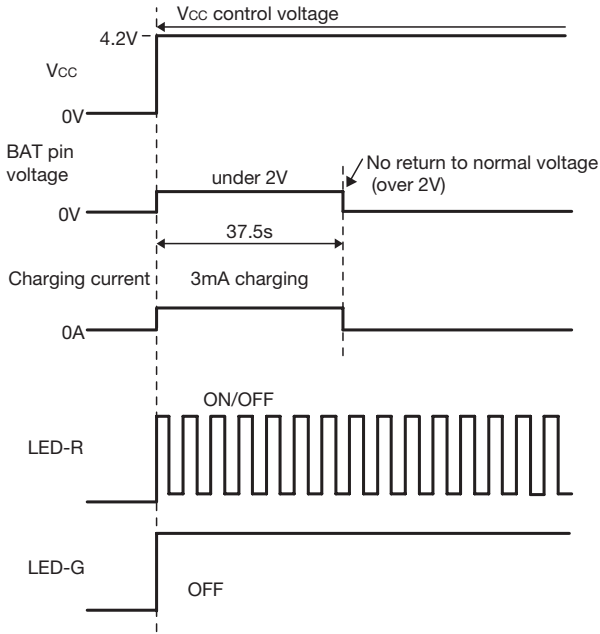 VCC control voltage
4.2V
VCC
0V
BAT pin
voltage
under 2V
No return to normal voltage
(over 2V)
0V
37.5s
Charging current
3mA charging
0A
ON/OFF
LED-R
LED-G
OFF